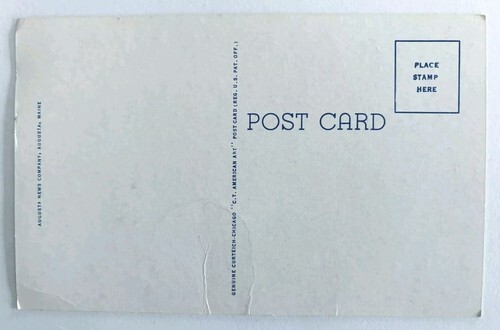 AUGUSTA NEWS COMPANY, AUGUSTA, MAINE
GENUINE CURTEICH-CHICAGO "C.T. AMERICAN ART" POST CARD (REG. U.S. PAT. OFF.)
POST CARD
PLACE
STAMP
HERE